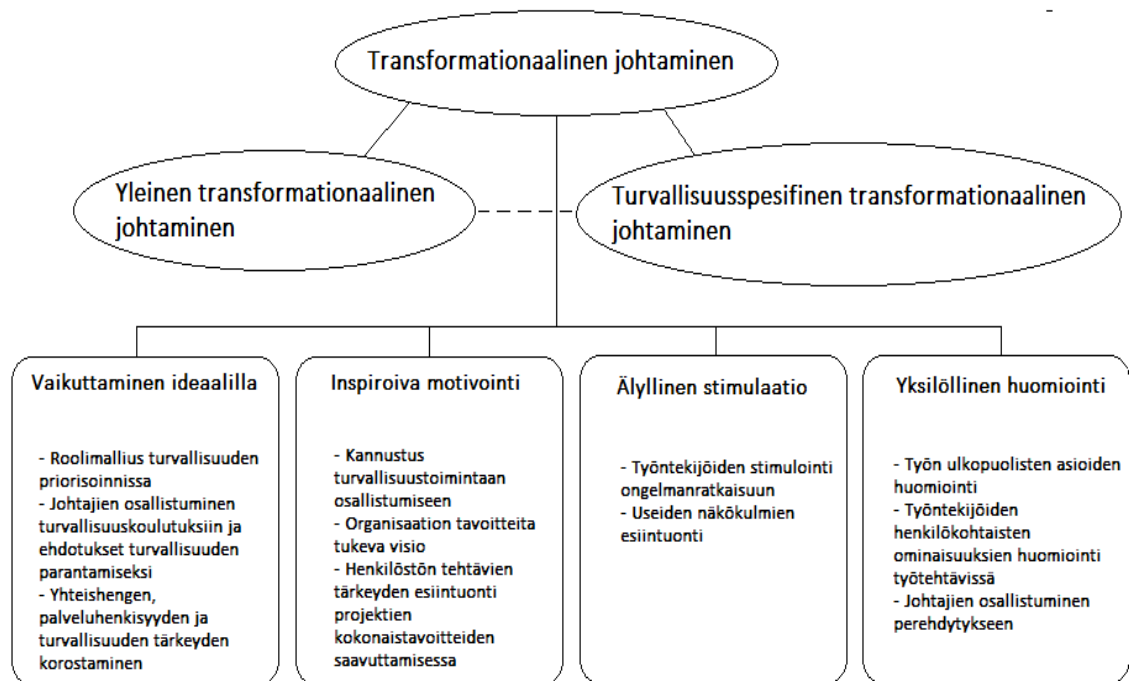 Transformationaalinen johtaminen
Yleinen transformationaalinen
johtaminen
Turvallisuusspesifinen transformationaalinen
johtaminen
Vaikuttaminen ideaalilla
- Roolimallius turvallisuuden
priorisoinnissa
- Johtajien osallistuminen
turvallisuuskoulutuksiin ja
ehdotukset turvallisuuden
parantamiseksi
- Yhteishengen,
palveluhenkisyyden ja
turvallisuuden tärkeyden
korostaminen
Inspiroiva motivointi
- Kannustus
turvallisuustoimintaan
osallistumiseen
- Organisaation tavoitteita
tukeva visio
- Henkilöstön tehtävien
tärkeyden esiintuonti
projektien
kokonaistavoitteiden
saavuttamisessa
Älyllinen stimulaatio
- Työntekijöiden stimulointi
ongelmanratkaisuun
- Useiden näkökulmien
esiintuonti
Yksilöllinen huomiointi
- Työn ulkopuolisten asioiden
huomiointi
- Työntekijöiden
henkilökohtaisten
ominaisuuksien huomiointi
työtehtävissä
- Johtajien osallistuminen
perehdytykseen